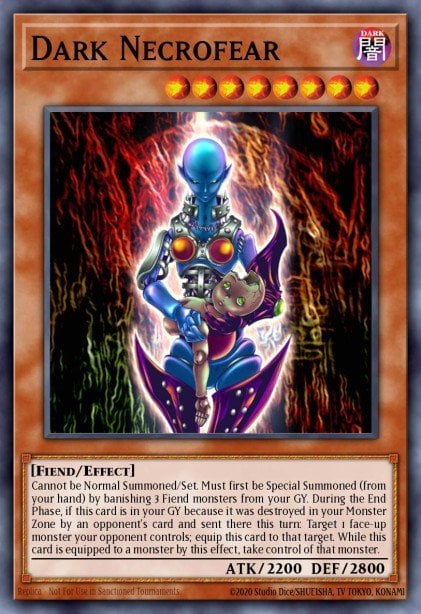 Dark Necrofear
DARK
闇
[Fiend/Effect]
Cannot be Normal Summoned/Set. Must first be Special Summoned (from
your hand) by banishing 3 Fiend monsters from your GY. During the End
Phase, if this card is in your GY because it was destroyed in your Monster
Zone by an opponent's card and sent there this turn: Target 1 face-up
monster your opponent controls; equip this card to that target. While this
card is equipped to a monster by this effect, take control of that monster.
ATK/2200 DEF/2800
Replica - Not For Use in Sanctioned Tournaments
©2020 Studio Dice/SHUEISHA, TV TOKYO, KONAMI